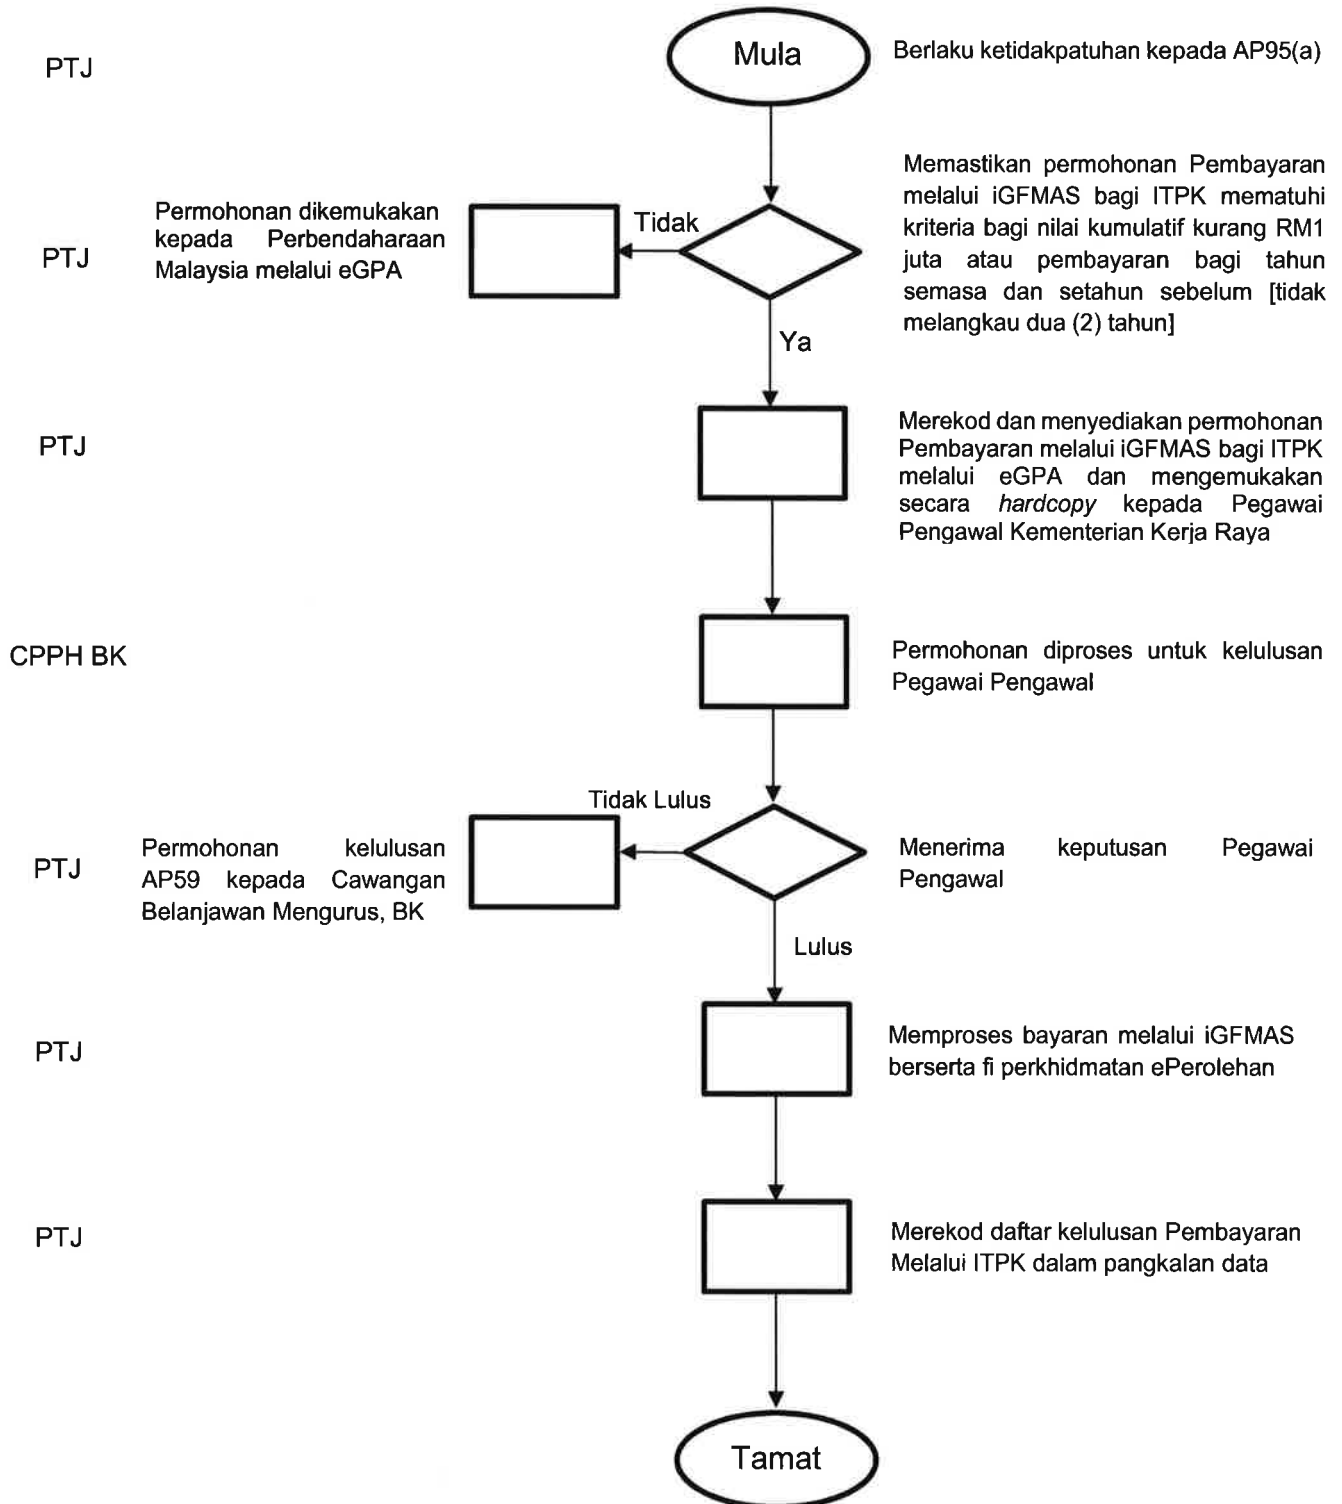 PTJ
Mula
Berlaku ketidakpatuhan kepada AP95(a)
PTJ
Permohonan dikemukakan
kepada Perbendaharaan
Malaysia melalui eGPA
Tidak
Memastikan permohonan Pembayaran
melalui iGFMAS bagi ITPK mematuhi
kriteria bagi nilai kumulatif kurang RM1
juta atau pembayaran bagi tahun
semasa dan setahun sebelum [tidak
melangkau dua (2) tahun]
Ya
PTJ
Merekod dan menyediakan permohonan
Pembayaran melalui iGFMAS bagi ITPK
melalui eGPA dan mengemukakan
secara hardcopy kepada Pegawai
Pengawal Kementerian Kerja Raya
CPPH BK
Permohonan diproses untuk kelulusan
Pegawai Pengawal
Tidak Lulus
PTJ
Permohonan kelulusan
AP59 kepada Cawangan
Belanjawan Mengurus, BK
Menerima keputusan Pegawai
Pengawal
Lulus
PTJ
Memproses bayaran melalui iGFMAS
berserta fi perkhidmatan ePerolehan
PTJ
Merekod daftar kelulusan Pembayaran
Melalui ITPK dalam pangkalan data
Tamat